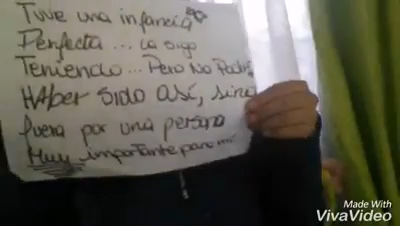 Tuve una infancia
Perfecta... La sigo
Teniendo... Pero No Podría
HABER SIDO ASÍ, sino
fuera por una persona
Muy importante para mi...
Made With
VivaVideo